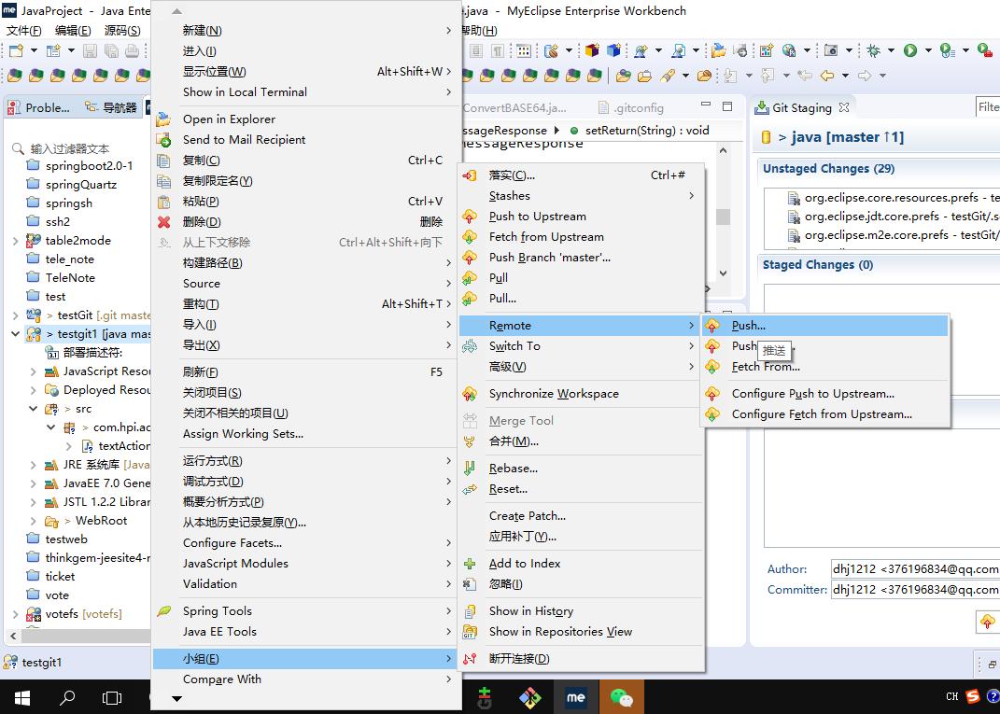 JavaProject - Java Ente
.java - MyEclipse Enterprise Workbench
文件(F) 编辑(E) 源码(S)
帮助(H)
Proble...
导航器
输入过滤器文本
springboot2.0-1
springQuartz
springsh
ssh2
table2mode
tele_note
TeleNote
test
> testGit [.git maste
> testgit1 [java mas
部署描述符:
JavaScript Resou
Deployed Resou
> src
> com.hpi.ac
textAction
JRE 系统库 [Java
JavaEE 7.0 Gene
JSTL 1.2.2 Librar
> WebRoot
testweb
thinkgem-jeesite4-r
ticket
vote
votefs [votefs]
testgit1
新建(N)
进入(I)
显示位置(W) Alt+Shift+W
Show in Local Terminal
Open in Explorer
Send to Mail Recipient
复制(C) Ctrl+C
复制限定名(Y)
粘贴(P) Ctrl+V
删除(D) 删除
从上下文移除 Ctrl+Alt+Shift+向下
构建路径(B)
Source
重构(T) Alt+Shift+T
导入(I)
导出(X)
刷新(F) F5
关闭项目(S)
关闭不相关的项目(U)
Assign Working Sets...
运行方式(R)
调试方式(D)
概要分析方式(P)
从本地历史记录复原(Y)...
Configure Facets...
JavaScript Modules
Validation
Spring Tools
Java EE Tools
小组(E)
Compare With
ConvertBASE64.ja...
.gitconfig
ssageResponse
setReturn(String) : void
messageResponse
落实(C)... Ctrl+#
Stashes
Push to Upstream
Fetch from Upstream
Push Branch 'master'...
Pull
Pull...
Remote
Switch To
高级(V)
Synchronize Workspace
Merge Tool
合并(M)...
Rebase...
Reset...
Create Patch...
应用补丁(Y)...
Add to Index
忽略(I)
Show in History
Show in Repositories View
断开连接(D)
Push...
Push
推送
Fetch From...
Configure Push to Upstream...
Configure Fetch from Upstream...
Git Staging
Filte
> java [master ↑1]
Unstaged Changes (29)
org.eclipse.core.resources.prefs - te
org.eclipse.jdt.core.prefs - testGit/.s
org.eclipse.m2e.core.prefs - testGit/
Staged Changes (0)
Author: dhj1212 <376196834@qq.com
Committer: dhj1212 <376196834@qq.com
me
CH